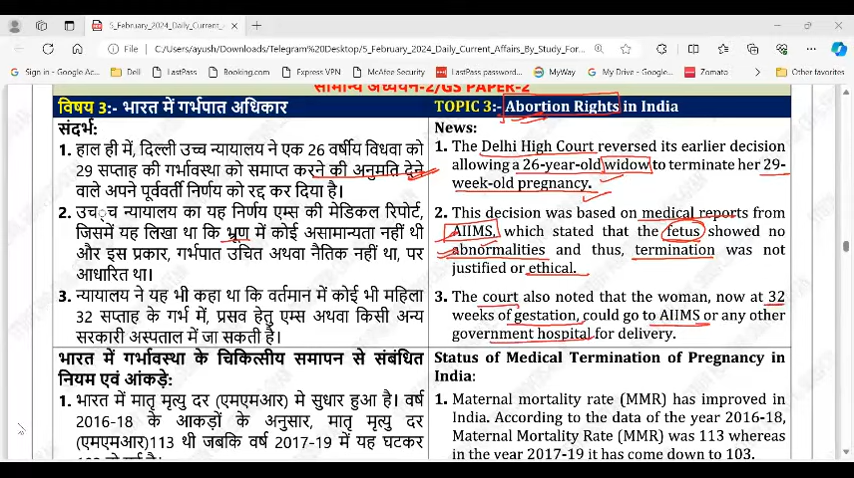 5_February_2024_Daily_Current_
File
C:/Users/ayush/Downloads/Telegram%20Desktop/5_February_2024_Daily_Current_Affairs_By_Study_For...
Sign in - Google Ac...
Dell
LastPass
Booking.com
Express VPN
McAfee Security
LastPass password...
MyWay
My Drive - Google...
Zomato
Other favorites
सामान्य अध्ययन-2/GS PAPER-2
विषय 3:- भारत में गर्भपात अधिकार
संदर्भ:
1. हाल ही में, दिल्ली उच्च न्यायालय ने एक 26 वर्षीय विधवा को
29 सप्ताह की गर्भावस्था को समाप्त करने की अनुमति देने
वाले अपने पूर्ववर्ती निर्णय को रद्द कर दिया है।
2. उच््च न्यायालय का यह निर्णय एम्स की मेडिकल रिपोर्ट,
जिसमें यह लिखा था कि भ्रूण में कोई असामान्यता नहीं थी
और इस प्रकार, गर्भपात उचित अथवा नैतिक नहीं था, पर
आधारित था।
3. न्यायालय ने यह भी कहा था कि वर्तमान में कोई भी महिला
32 सप्ताह के गर्भ में, प्रसव हेतु एम्स अथवा किसी अन्य
सरकारी अस्पताल में जा सकती है।
भारत में गर्भावस्था के चिकित्सीय समापन से संबंधित
नियम एवं आंकड़े:
1. भारत में मातृ मृत्यु दर (एमएमआर) मे सुधार हुआ है। वर्ष
2016-18 के आकड़ों के अनुसार, मातृ मृत्यु दर
(एमएमआर)113 थी जबकि वर्ष 2017-19 में यह घटकर
TOPIC 3:- Abortion Rights in India
News:
1. The Delhi High Court reversed its earlier decision
allowing a 26-year-old widow to terminate her 29-
week-old pregnancy.
2. This decision was based on medical reports from
AIIMS, which stated that the fetus showed no
abnormalities and thus, termination was not
justified or ethical.
3. The court also noted that the woman, now at 32
weeks of gestation, could go to AIIMS or any other
government hospital for delivery.
Status of Medical Termination of Pregnancy in
India:
1. Maternal mortality rate (MMR) has improved in
India. According to the data of the year 2016-18,
Maternal Mortality Rate (MMR) was 113 whereas
in the year 2017-19 it has come down to 103.